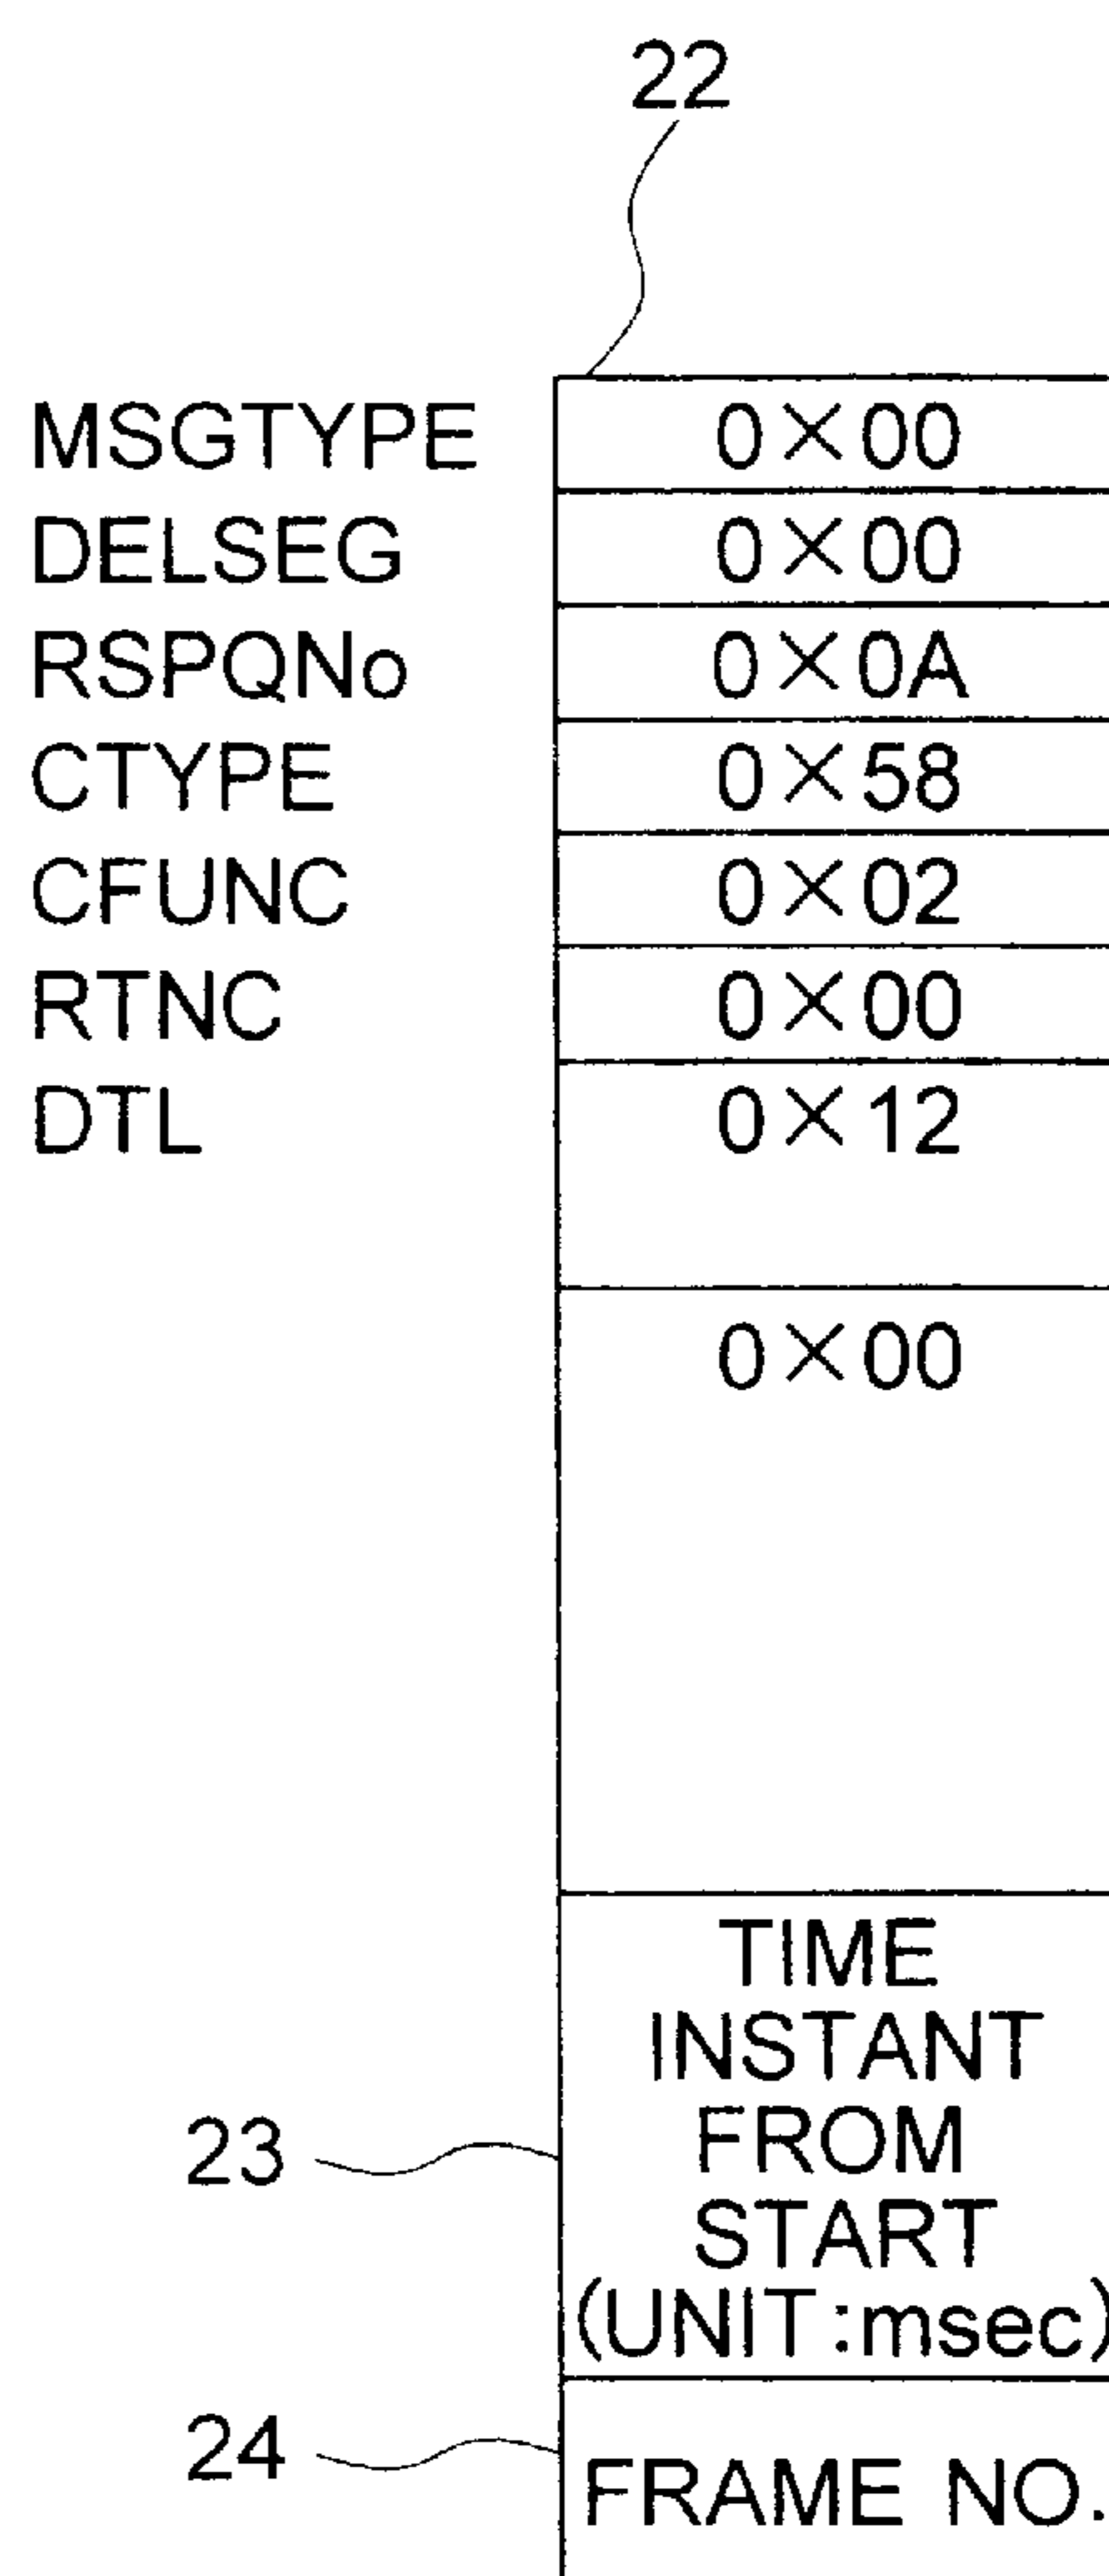 22
MSGTYPE 0×00
DELSEG 0×00
RSPQNo 0×0A
CTYPE 0×58
CFUNC 0×02
RTNC 0×00
DTL 0×12
0×00
TIME
INSTANT
23 FROM
START
(UNIT:msec)
24 FRAME NO.